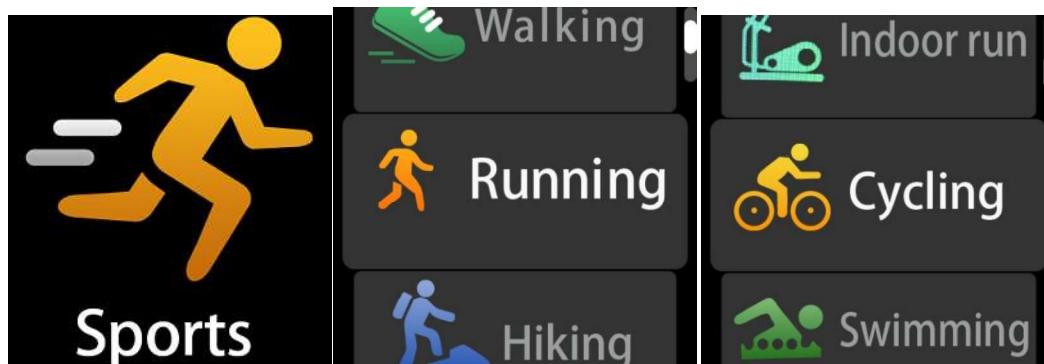 Sports
Walking
Running
Hiking
Indoor run
Cycling
Swimming